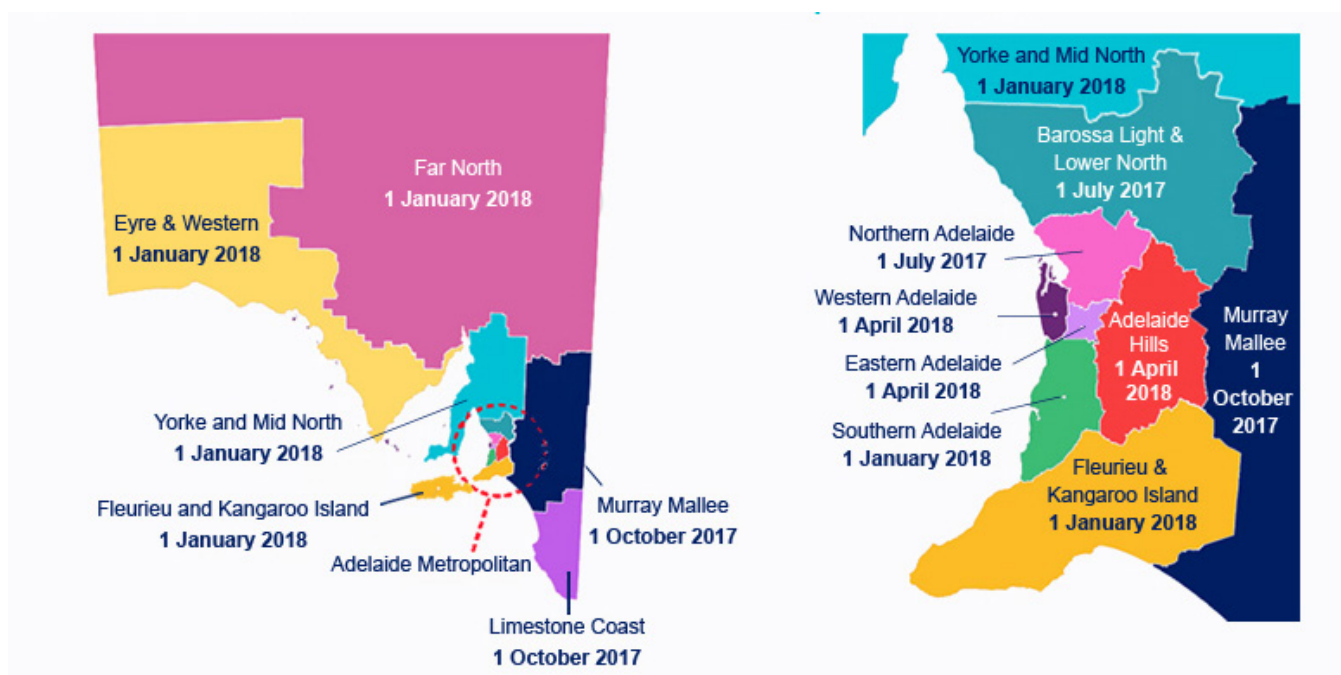 Far North
1 January 2018
Eyre & Western
1 January 2018
Yorke and Mid North
1 January 2018
Fleurieu and Kangaroo Island
1 January 2018
Adelaide Metropolitan
Murray Mallee
1 October 2017
Limestone Coast
1 October 2017
Yorke and Mid North
1 January 2018
Barossa Light &
Lower North
1 July 2017
Northern Adelaide
1 July 2017
Western Adelaide
1 April 2018
Eastern Adelaide
1 April 2018
Southern Adelaide
1 January 2018
Adelaide
Hills
1 April
2018
Murray
Mallee
1
October
2017
Fleurieu &
Kangaroo Island
1 January 2018